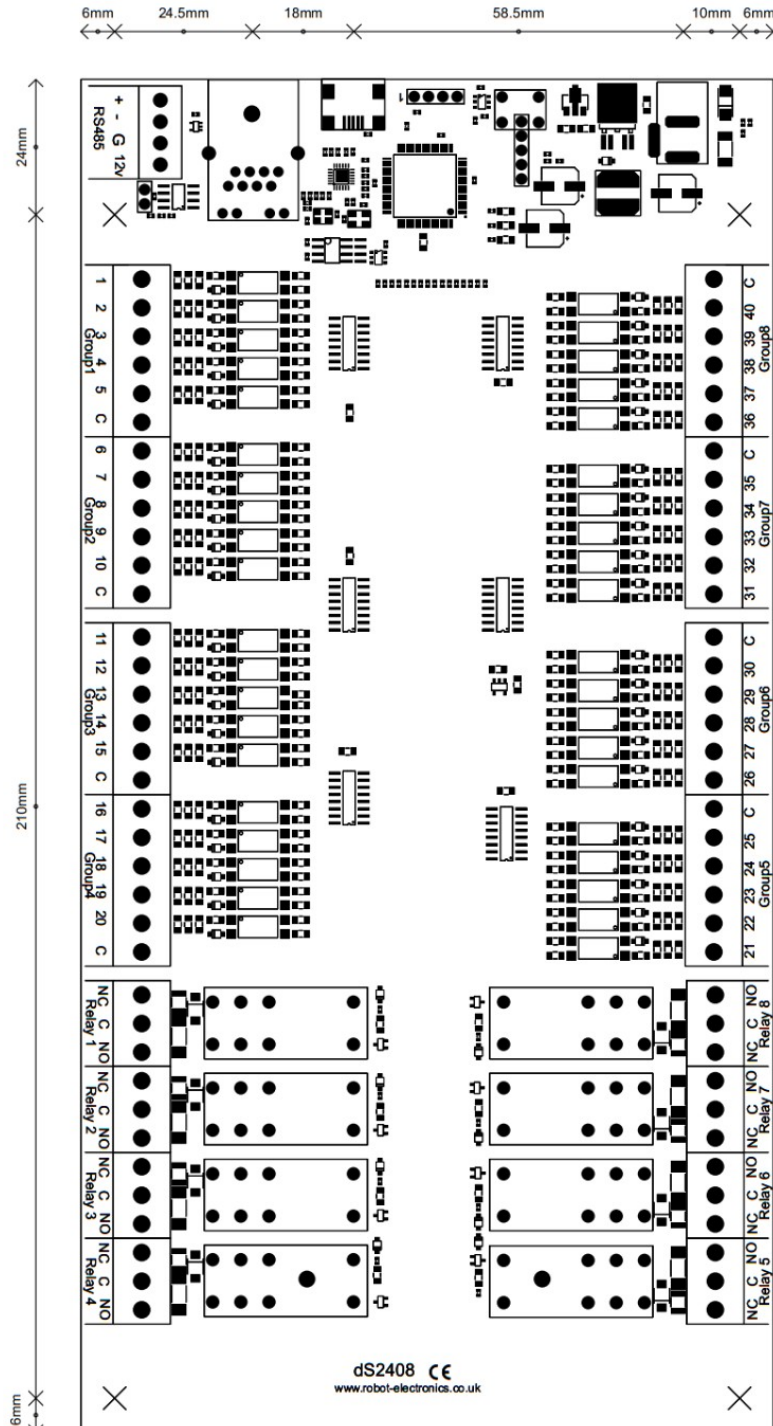 6mm 24.5mm 18mm 58.5mm 10mm 6mm
24mm
210mm
6mm
+ - G 12v
RS485
1
2
3
4
5
C
Group1
6
7
8
9
10
C
Group2
11
12
13
14
15
C
Group3
16
17
18
19
20
C
Group4
NC C NO
Relay 1
NC C NO
Relay 2
NC C NO
Relay 3
NC C NO
Relay 4
C
40
39
38
37
36
Group8
C
35
34
33
32
31
Group7
C
30
29
28
27
26
Group6
C
25
24
23
22
21
Group5
NC C NO
Relay 8
NC C NO
Relay 7
NC C NO
Relay 6
NC C NO
Relay 5
dS2408 CE
www.robot-electronics.co.uk